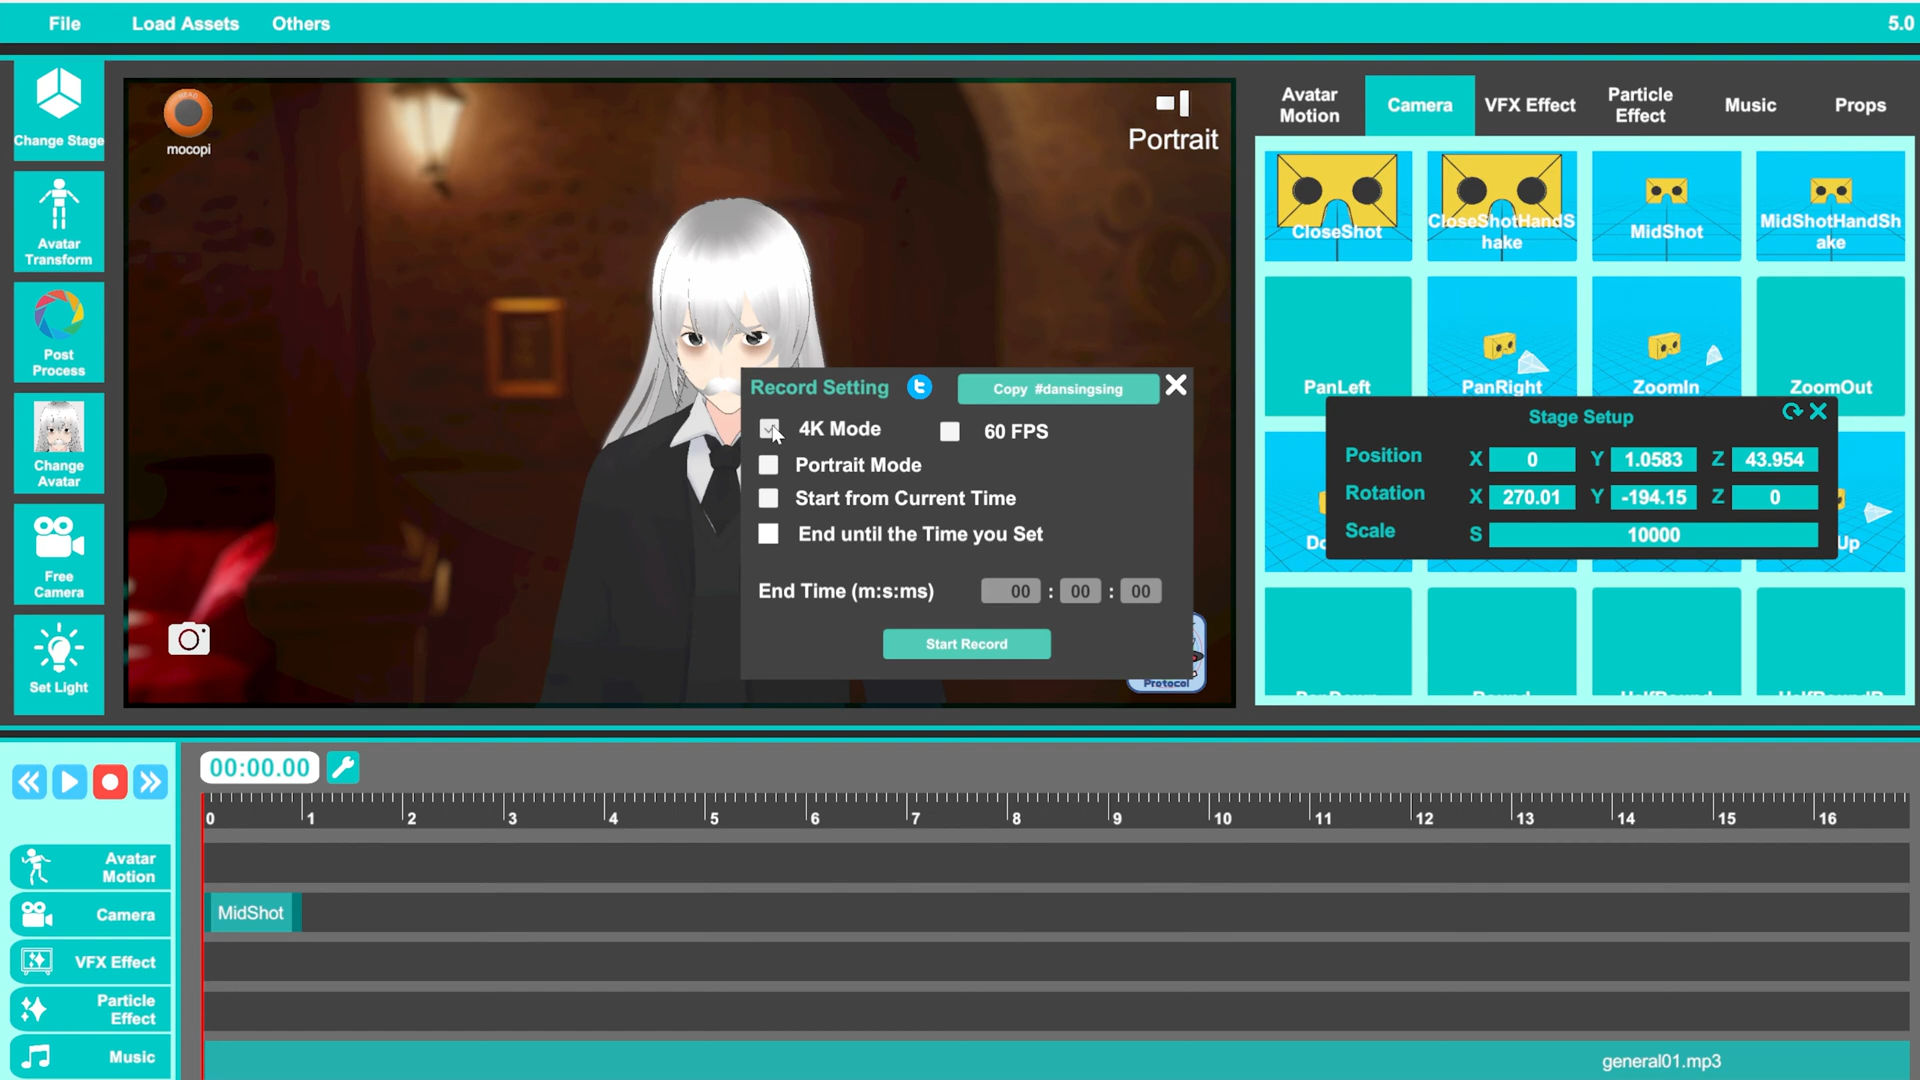 File
Load Assets
Others
5.0
Change Stage
Avatar
Transform
Post
Process
Change
Avatar
Free
Camera
Set Light
mocopi
Portrait
Record Setting
Copy #dansingsing
4K Mode
60 FPS
Portrait Mode
Start from Current Time
End until the Time you Set
End Time (m:s:ms)
00 : 00 : 00
Start Record
Protocol
Avatar
Motion
Camera
VFX Effect
Particle
Effect
Music
Props
CloseShot
CloseShotHandS
hake
MidShot
MidShotHandSh
ake
PanLeft
PanRight
ZoomIn
ZoomOut
Stage Setup
Position X 0 Y 1.0583 Z 43.954
Rotation X 270.01 Y -194.15 Z 0
Scale S 10000
Up
00:00.00
0 1 2 3 4 5 6 7 8 9 10 11 12 13 14 15 16
Avatar
Motion
Camera
MidShot
VFX Effect
Particle
Effect
Music
general01.mp3